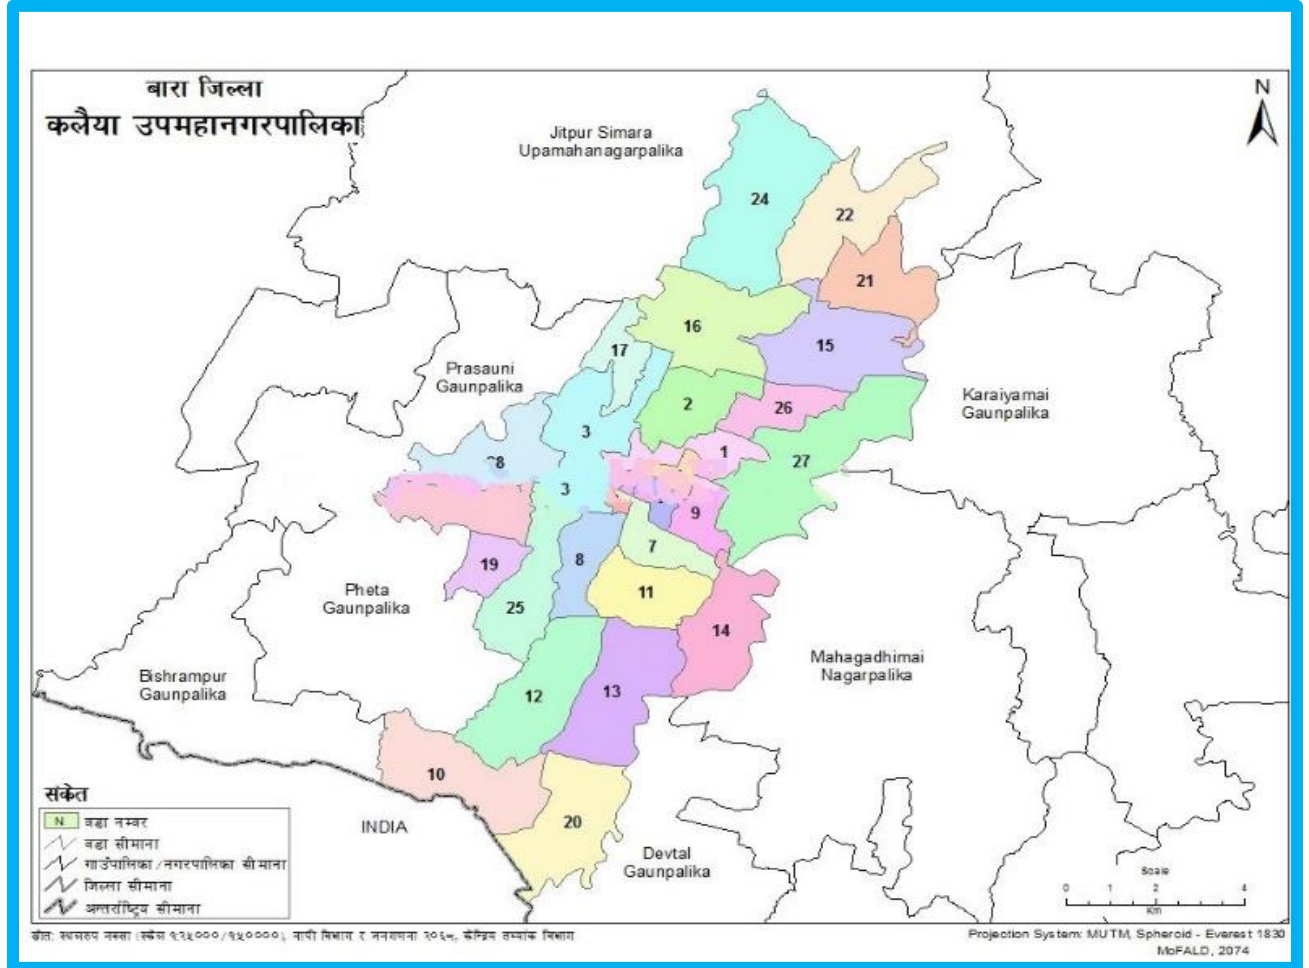 बारा जिल्ला
कलैया उपमहानगरपालिका
N
Jitpur Simara
Upamahanagarpalika
24
22
21
16
15
17
Prasauni
Gaunpalika
Karaiyamai
Gaunpalika
2
26
3
1
27
8
3
9
7
8
19
11
Pheta
Gaunpalika
25
14
Mahagadhimai
Nagarpalika
Bishrampur
Gaunpalika
12
13
10
20
INDIA
Devtal
Gaunpalika
संकेत
N वडा नम्वर
वडा सीमाना
गाउँपालिका/नगरपालिका सीमाना
जिल्ला सीमाना
अन्तर्राष्ट्रिय सीमाना
Scale
0 1 2 4
Km
Projection System: MUTM, Spheroid - Everest 1830
MoFALD, 2074